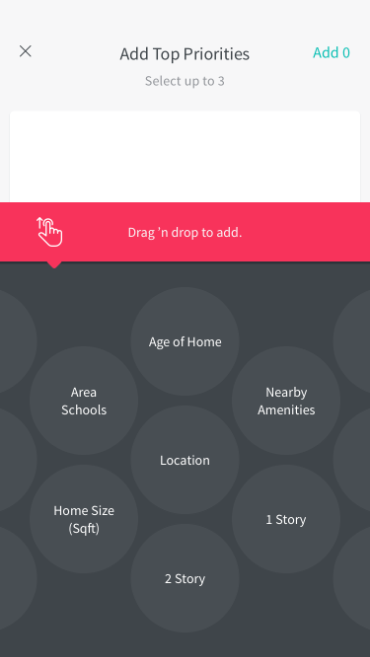 Add Top Priorities
Add 0
Select up to 3
Drag 'n drop to add.
Age of Home
Area
Schools
Nearby
Amenities
Location
Home Size
(Sqft)
1 Story
2 Story